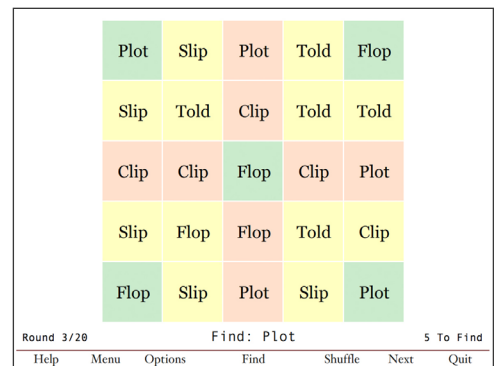 Plot Slip Plot Told Flop
Slip Told Clip Told Told
Clip Clip Flop Clip Plot
Slip Flop Flop Told Clip
Flop Slip Plot Slip Plot
Round 3/20 Find: Plot 5 To Find
Help Menu Options Find Shuffle Next Quit